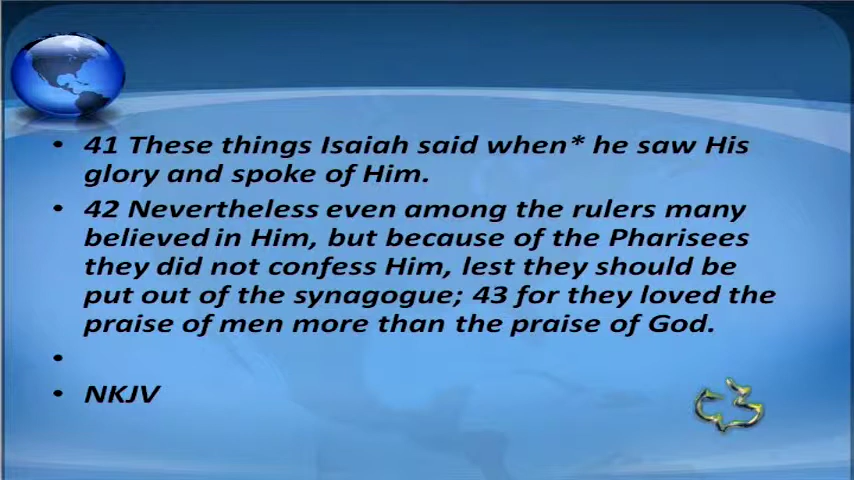 • 41 These things Isaiah said when* he saw His
glory and spoke of Him.
• 42 Nevertheless even among the rulers many
believed in Him, but because of the Pharisees
they did not confess Him, lest they should be
put out of the synagogue; 43 for they loved the
praise of men more than the praise of God.
•
• NKJV